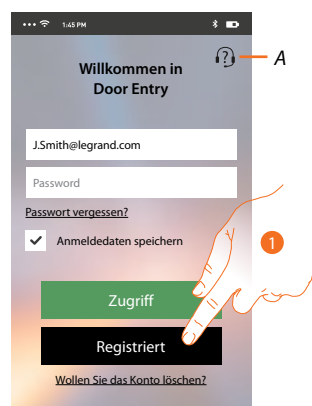 1:45 PM
A
Willkommen in
Door Entry
J.Smith@legrand.com
Password
Passwort vergessen?
Anmeldedaten speichern
1
Zugriff
Registriert
Wollen Sie das Konto löschen?